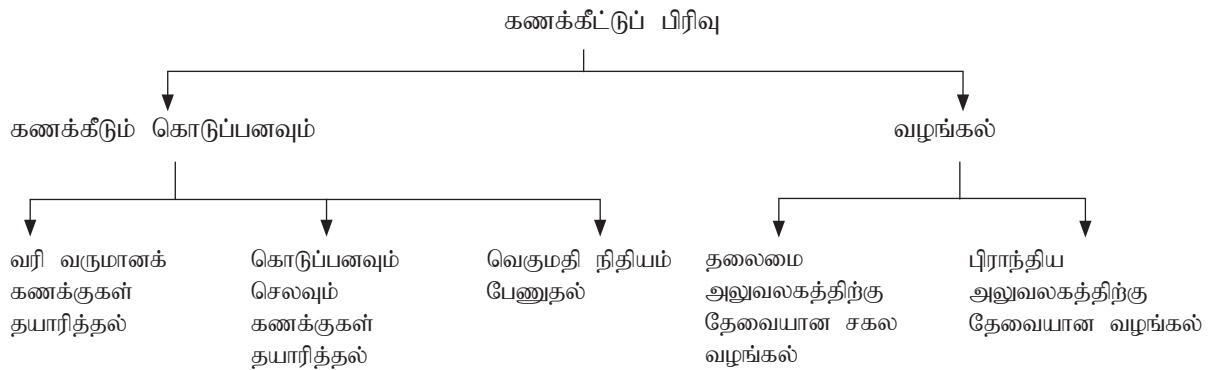 கணக்கீட்டுப் பிரிவு
கணக்கீடும் கொடுப்பனவும்
வழங்கல்
வரி வருமானக்
கணக்குகள்
தயாரித்தல்
கொடுப்பனவும்
செலவும்
கணக்குகள்
தயாரித்தல்
வெகுமதி நிதியம்
பேணுதல்
தலைமை
அலுவலகத்திற்கு
தேவையான சகல
வழங்கல்
பிராந்திய
அலுவலகத்திற்கு
தேவையான வழங்கல்